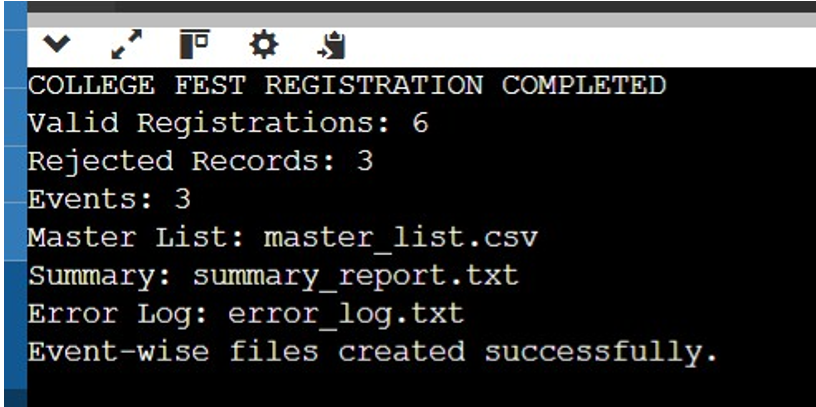 COLLEGE FEST REGISTRATION COMPLETED
Valid Registrations: 6
Rejected Records: 3
Events: 3
Master List: master_list.csv
Summary: summary_report.txt
Error Log: error_log.txt
Event-wise files created successfully.